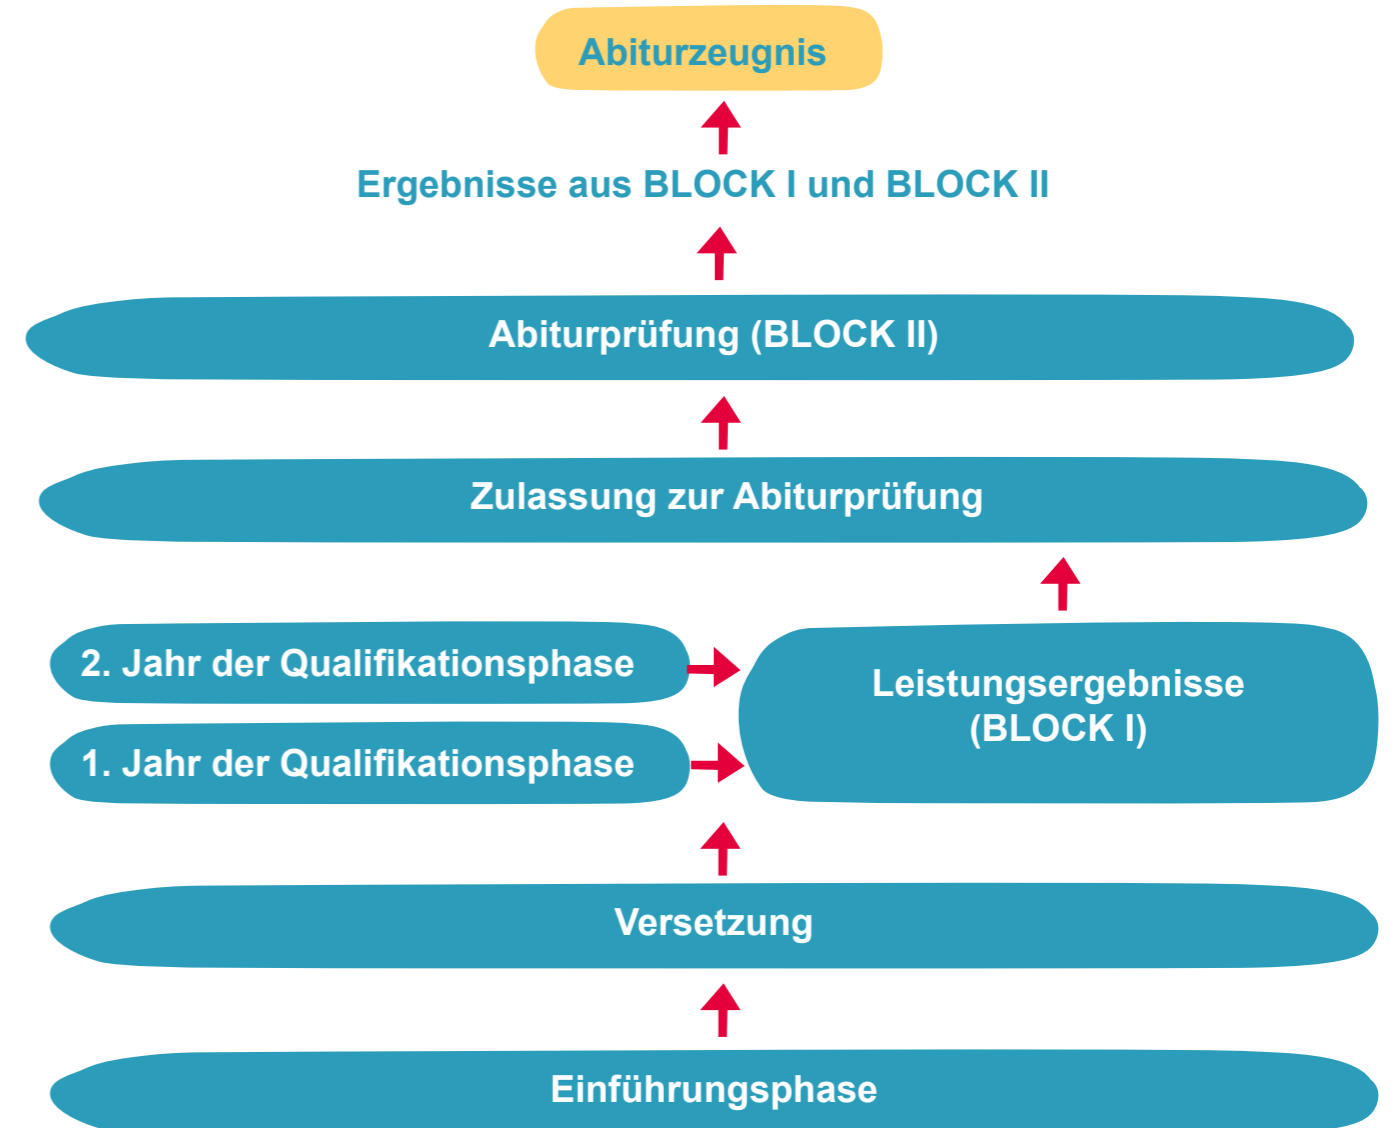 Abiturzeugnis
Ergebnisse aus BLOCK I und BLOCK II
Abiturprüfung (BLOCK II)
Zulassung zur Abiturprüfung
2. Jahr der Qualifikationsphase
1. Jahr der Qualifikationsphase
Leistungsergebnisse
(BLOCK I)
Versetzung
Einführungsphase